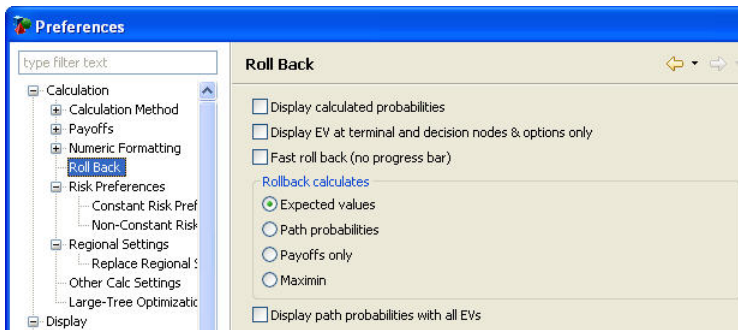 Preferences
type filter text
Calculation
Calculation Method
Payoffs
Numeric Formatting
Roll Back
Risk Preferences
Constant Risk Pref
Non-Constant Risk
Regional Settings
Replace Regional S
Other Calc Settings
Large-Tree Optimizatic
Display
Roll Back
Display calculated probabilities
Display EV at terminal and decision nodes & options only
Fast roll back (no progress bar)
Rollback calculates
Expected values
Path probabilities
Payoffs only
Maximin
Display path probabilities with all EVs